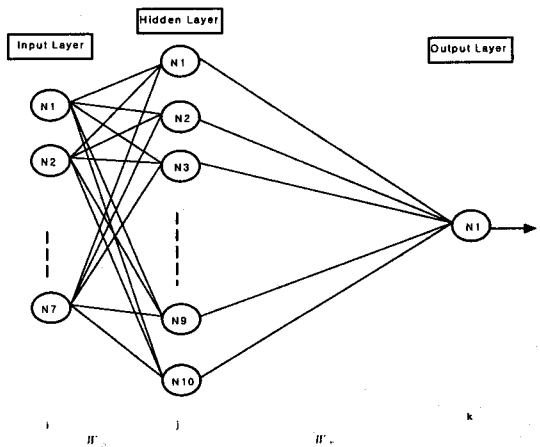 Hidden Layer
Input Layer
Output Layer
N1
N2
N7
N1
N2
N3
N9
N10
N1
i
j
k
W
W